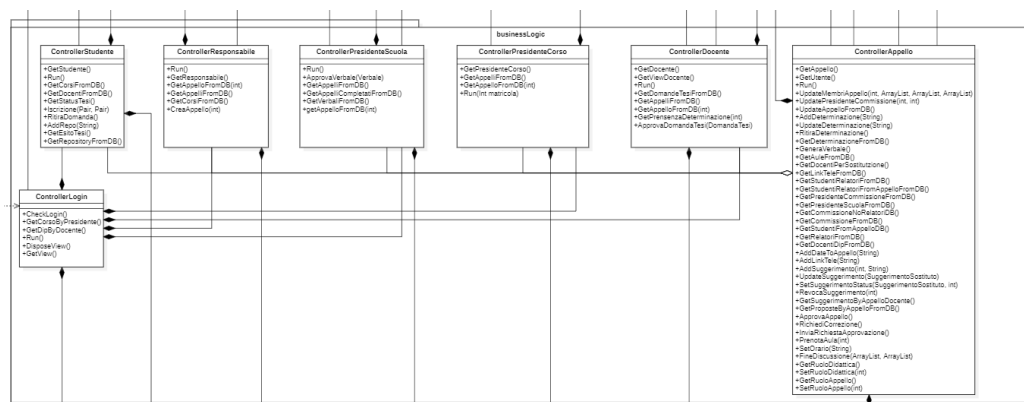 businessLogic
ControllerStudente
+GetStudente()
+Run()
+GetCorsiFromDB()
+GetDocentiFromDB()
+GetStatusTesi()
+Iscrizione(Pair, Pair)
+RitiraDomanda()
+AddRepo(String)
+GetEsitoTesi()
+GetRepositoryFromDB()
ControllerResponsabile
+Run()
+GetResponsabile()
+GetAppelloFromDB(int)
+GetAppelliFromDB()
+GetCorsiFromDB()
+CreaAppello(int)
ControllerPresidenteScuola
+Run()
+ApprovaVerbale(Verbale)
+GetAppelliFromDB()
+GetAppelliCompletatiFromDB()
+GetVerbaliFromDB()
+getAppelloFromDB(int)
ControllerPresidenteCorso
+GetPresidenteCorso()
+GetAppelliFromDB()
+GetAppelloFromDB(int)
+Run(int matricola)
ControllerDocente
+GetDocente()
+GetViewDocente()
+Run()
+GetDomandeTesiFromDB()
+GetAppelliFromDB()
+GetAppelloFromDB(int)
+GetPrensenzaDeterminazione(int)
+ApprovaDomandaTesi(DomandaTesi)
ControllerAppello
+GetAppello()
+GetUtente()
+Run()
+UpdateMembriAppello(int, ArrayList, ArrayList, ArrayList)
+UpdatePresidenteCommissione(int, int)
+UpdateAppelloFromDB()
+AddDeterminazione(String)
+UpdateDeterminazione(String)
+RitiraDeterminazione()
+GetDeterminazioneFromDB()
+GeneraVerbale()
+GetAuleFromDB()
+GetDocentiPerSostitutzione()
+GetLinkTeleFromDB()
+GetStudentiRelatoriFromDB()
+GetStudentiRelatoriFromAppelloFromDB()
+GetPresidenteCommissioneFromDB()
+GetPresidenteScuolaFromDB()
+GetCommissioneNoRelatoriDB()
+GetCommissioneFromDB()
+GetStudentiFromAppelloDB()
+GetRelatoriFromDB()
+GetDocentiDipFromDB()
+AddDateToAppello(String)
+AddLinkTele(String)
+AddSuggerimento(int, String)
+UpdateSuggerimento(SuggerimentoSostituto)
+SetSuggerimentoStatus(SuggerimentoSostituto, int)
+RevocaSuggerimento(int)
+GetSuggerimentoByAppelloDocente()
+GetProposteByAppelloFromDB()
+ApprovaAppello()
+RichiediCorrezione()
+InviaRichiestaApprovazione()
+PrenotaAula(int)
+SetOrario(String)
+FineDiscussione(ArrayList, ArrayList)
+GetRuoloDidattica()
+SetRuoloDidattica(int)
+GetRuoloAppello()
+SetRuoloAppello(int)
ControllerLogin
+CheckLogin()
+GetCorsoByPresidente()
+GetDipByDocente()
+Run()
+DisposeView()
+GetView()